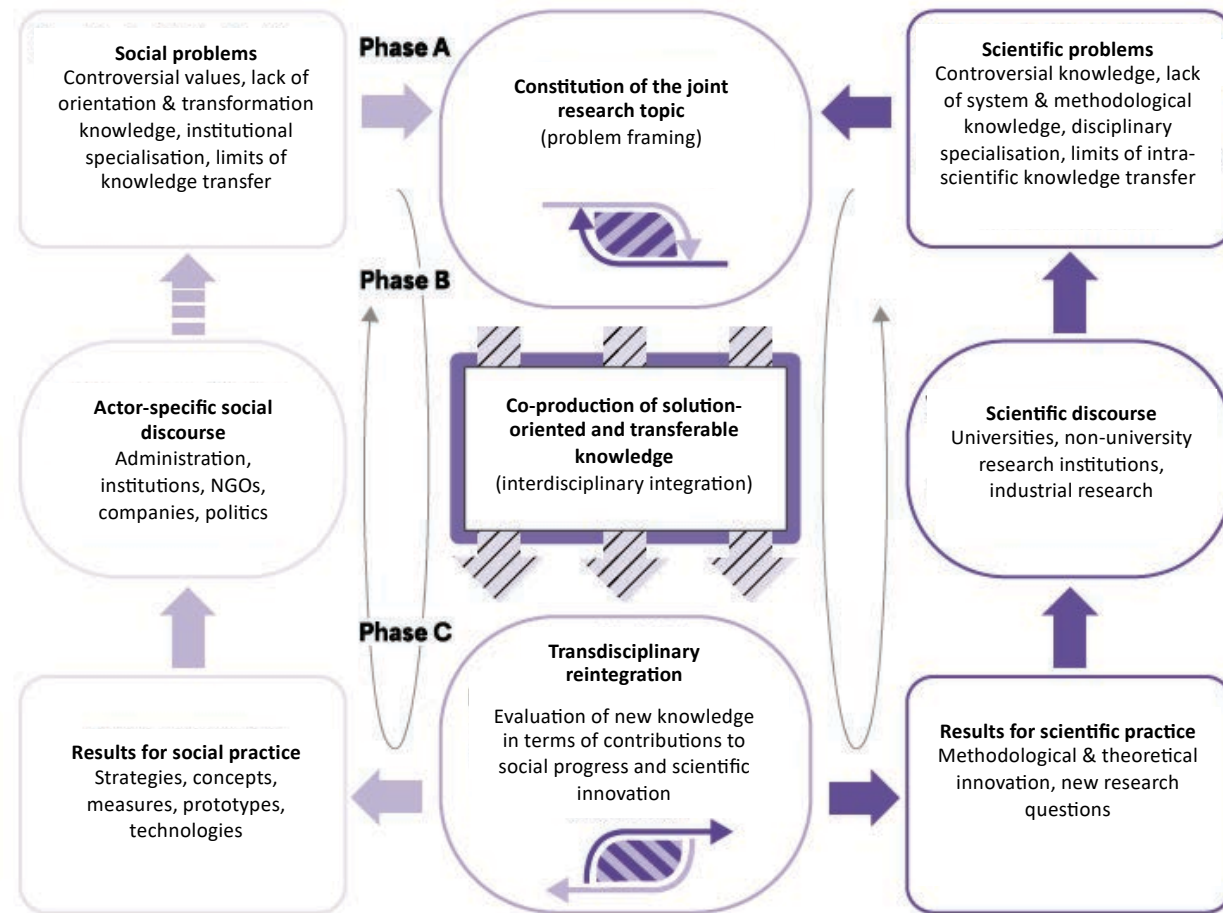 Social problems
Controversial values, lack of
orientation & transformation
knowledge, institutional
specialisation, limits of
knowledge transfer
Phase A
Constitution of the joint
research topic
(problem framing)
Scientific problems
Controversial knowledge, lack
of system & methodological
knowledge, disciplinary
specialisation, limits of intra-
scientific knowledge transfer
Phase B
Actor-specific social
discourse
Administration,
institutions, NGOs,
companies, politics
Co-production of solution-
oriented and transferable
knowledge
(interdisciplinary integration)
Scientific discourse
Universities, non-university
research institutions,
industrial research
Phase C
Results for social practice
Strategies, concepts,
measures, prototypes,
technologies
Transdisciplinary
reintegration
Evaluation of new knowledge
in terms of contributions to
social progress and scientific
innovation
Results for scientific practice
Methodological & theoretical
innovation, new research
questions